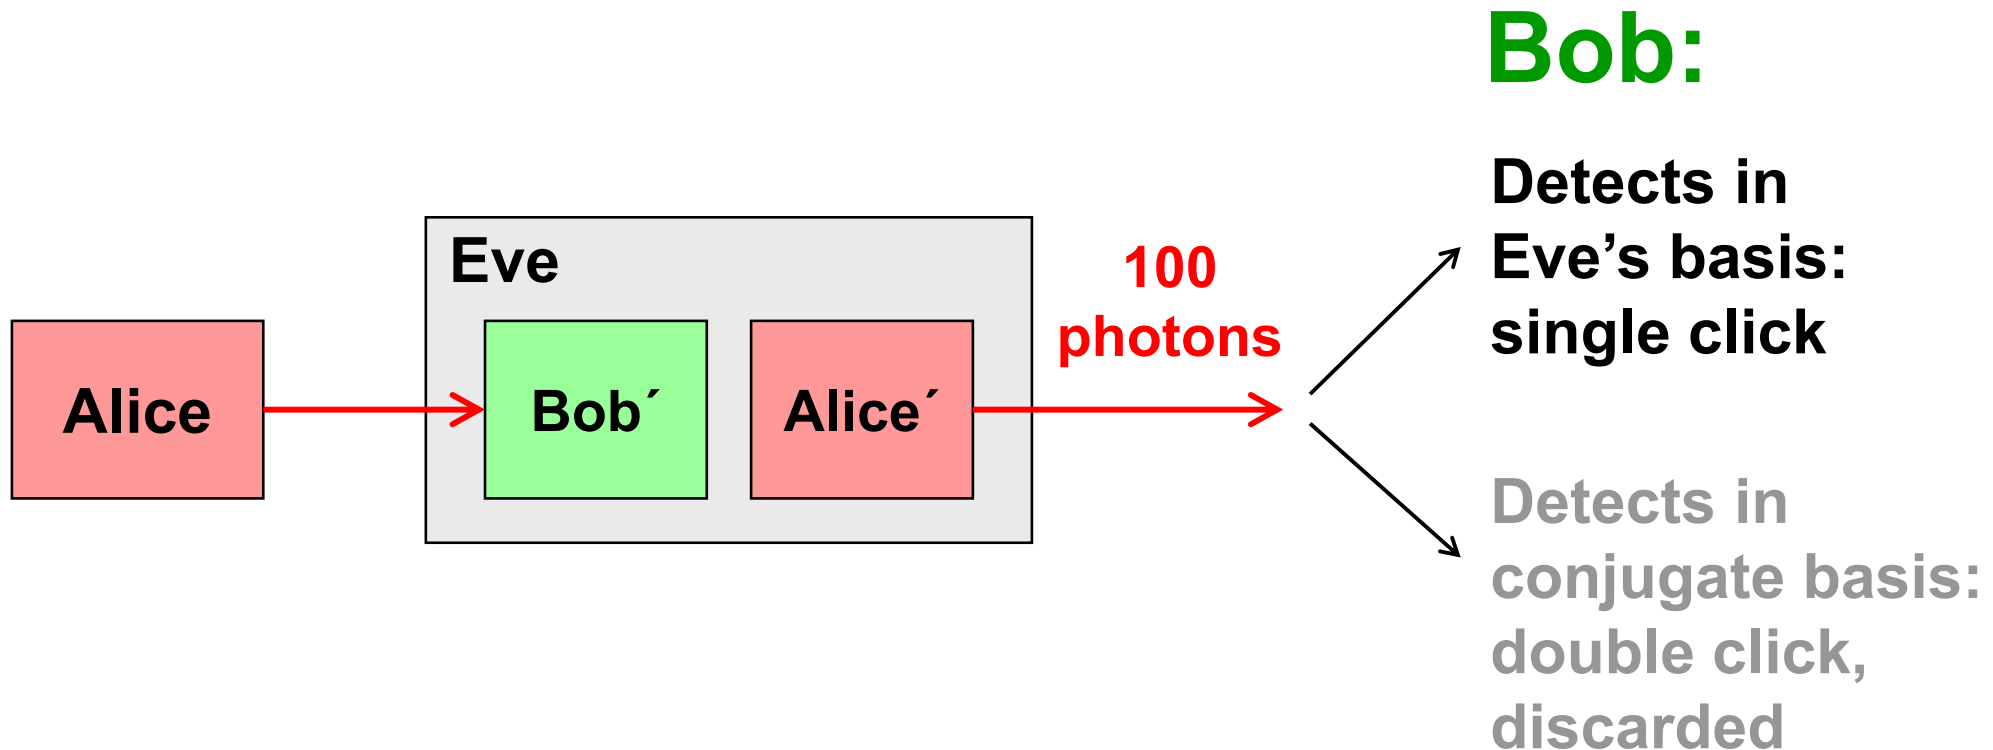 Bob:
Detects in
Eve’s basis:
single click
Eve
100
photons
Alice
Bob´
Alice´
Detects in
conjugate basis:
double click,
discarded